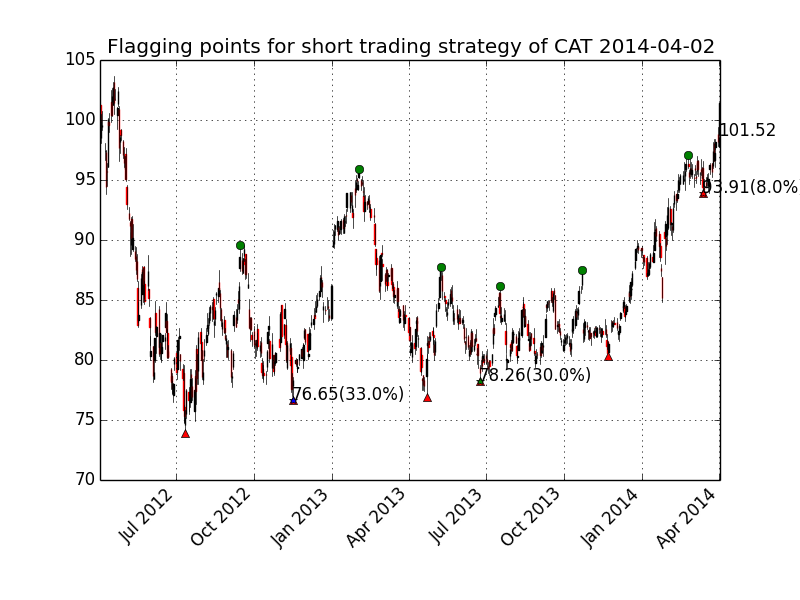 Flagging points for short trading strategy of CAT 2014-04-02
105
100
95
90
85
80
75
70
101.52
93.91(8.0%
76.65(33.0%)
78.26(30.0%)
Jul 2012
Oct 2012
Jan 2013
Apr 2013
Jul 2013
Oct 2013
Jan 2014
Apr 2014